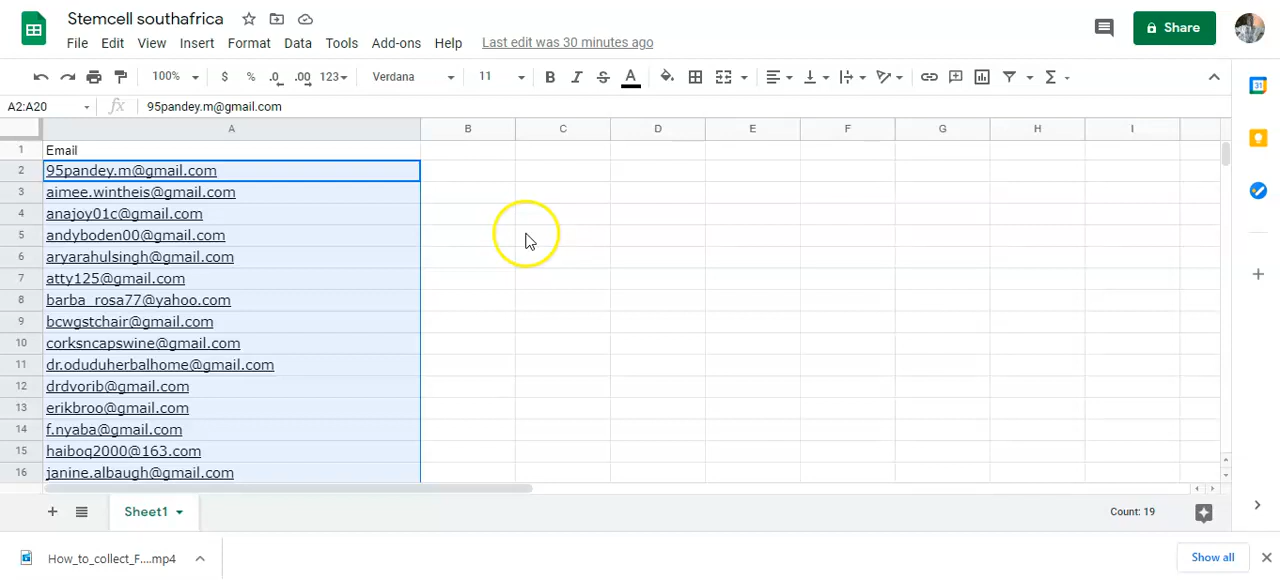 Stemcell southafrica
Share
File Edit View Insert Format Data Tools Add-ons Help Last edit was 30 minutes ago
100% $ % .0 .00 123 Verdana 11 B I S A
A2:A20 fx 95pandey.m@gmail.com
A B C D E F G H I
1 Email
2 95pandey.m@gmail.com
3 aimee.wintheis@gmail.com
4 anajoy01c@gmail.com
5 andyboden00@gmail.com
6 aryarahulsingh@gmail.com
7 atty125@gmail.com
8 barba_rosa77@yahoo.com
9 bcwgstchair@gmail.com
10 corksncapswine@gmail.com
11 dr.oduduherbalhome@gmail.com
12 drdvorib@gmail.com
13 erikbroo@gmail.com
14 f.nyaba@gmail.com
15 haiboq2000@163.com
16 janine.albaugh@gmail.com
Sheet1 Count: 19
How_to_collect_F....mp4 Show all
31